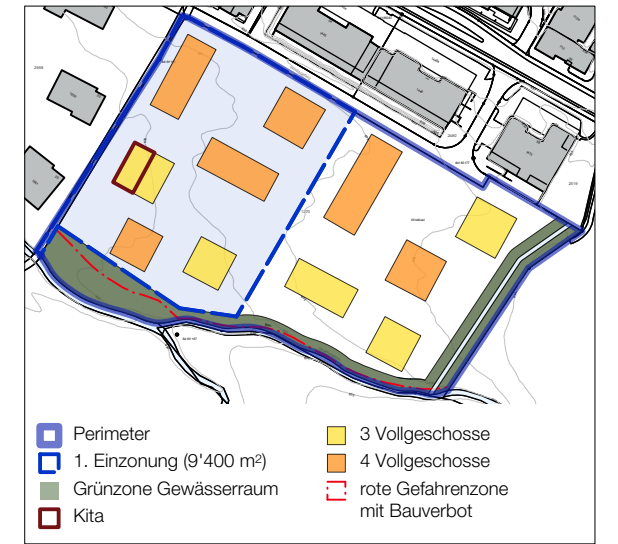 Perimeter
1. Einzonung (9'400 m²)
Grünzone Gewässerraum
Kita
3 Vollgeschosse
4 Vollgeschosse
rote Gefahrenzone
mit Bauverbot